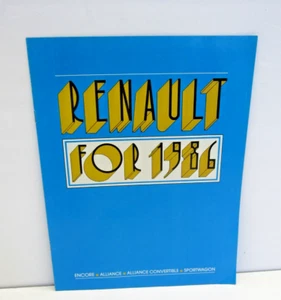 RENAULT
FOR 1986
ENCORE • ALLIANCE • ALLIANCE CONVERTIBLE • SPORTWAGON